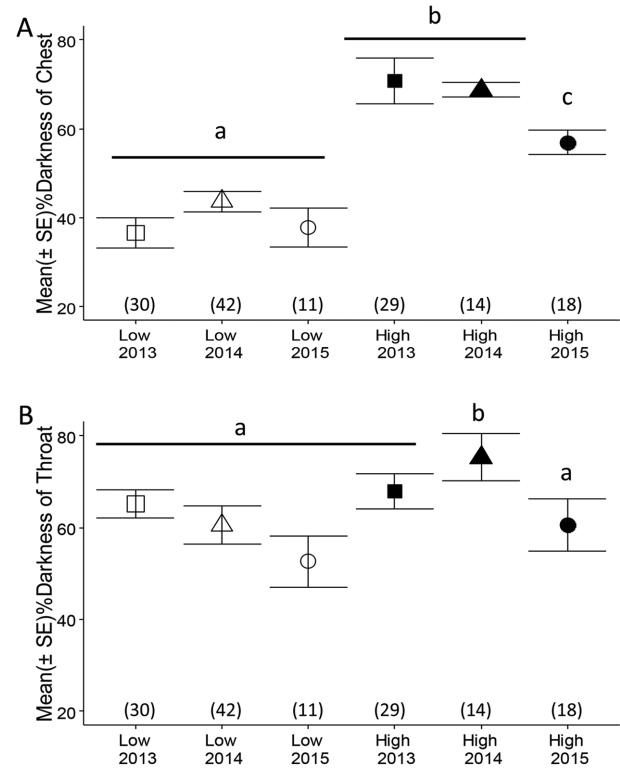 A
b
80
c
a
60
Mean(± SE)%Darkness of Chest
40
20
(30) (42) (11) (29) (14) (18)
Low Low Low High High High
2013 2014 2015 2013 2014 2015
B
b
a
80
a
60
Mean(± SE)%Darkness of Throat
40
20
(30) (42) (11) (29) (14) (18)
Low Low Low High High High
2013 2014 2015 2013 2014 2015